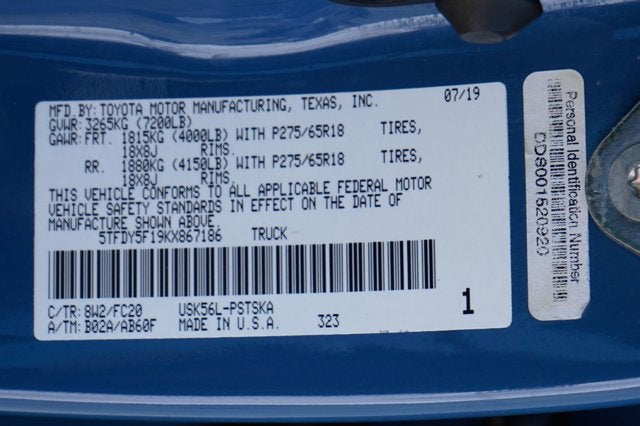 MFD.BY: TOYOTA MOTOR MANUFACTURING, TEXAS, INC. 07/19
GVWR: 3265KG (7200LB)
GAWR: FRT. 1815KG (4000LB) WITH P275/65R18 TIRES,
18X8J RIMS.
RR. 1880KG (4150LB) WITH P275/65R18 TIRES,
18X8J RIMS.
THIS VEHICLE CONFORMS TO ALL APPLICABLE FEDERAL MOTOR
VEHICLE SAFETY STANDARDS IN EFFECT ON THE DATE OF
MANUFACTURE SHOWN ABOVE
5TFDY5F19KX867186 TRUCK
C/TR: 8W2/FC20 USK56L-PSTSKA
A/TM: B02A/AB60F MADE IN U.S.A. 323
1
Personal Identification Number
DDS001520920